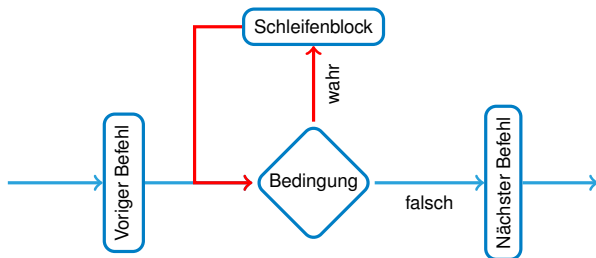 Schleifenblock
wahr
Voriger Befehl
Bedingung
falsch
Nächster Befehl